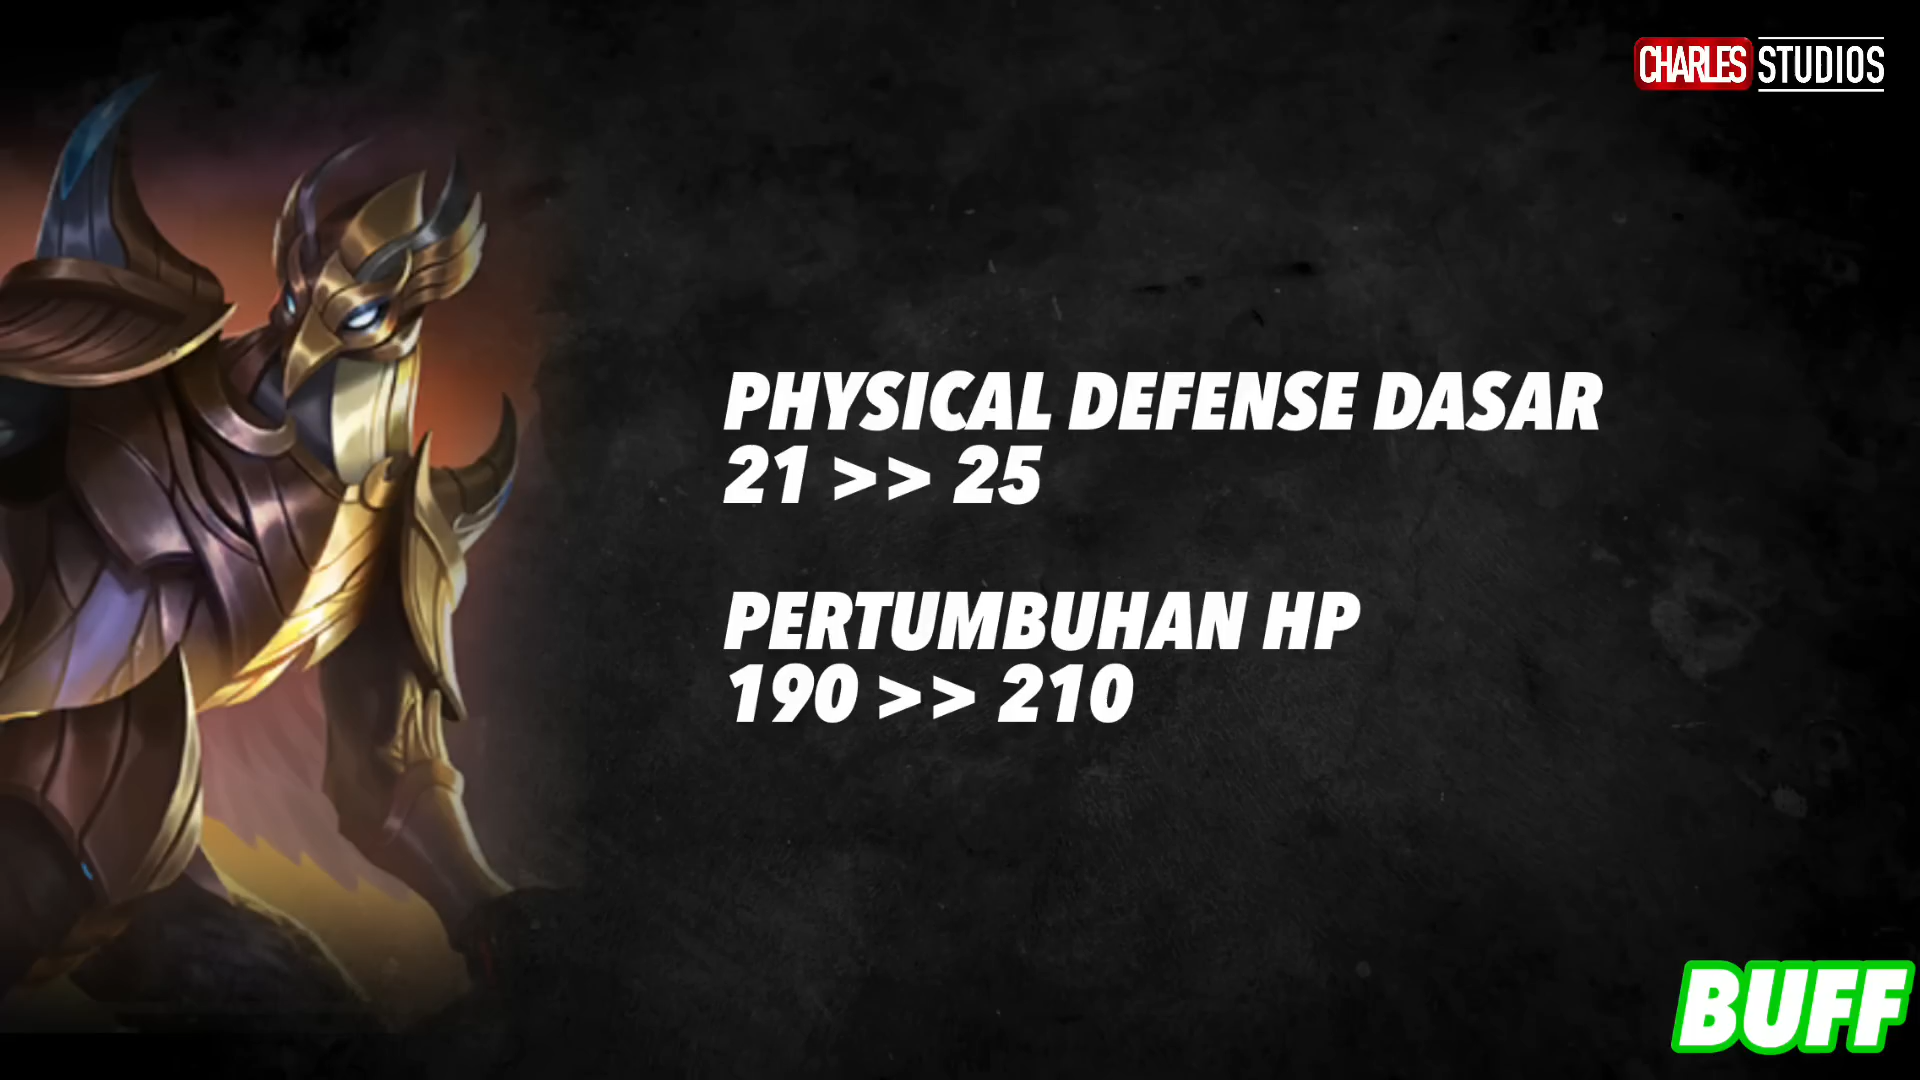 CHARLES STUDIOS
PHYSICAL DEFENSE DASAR
21 >> 25
PERTUMBUHAN HP
190 >> 210
BUFF